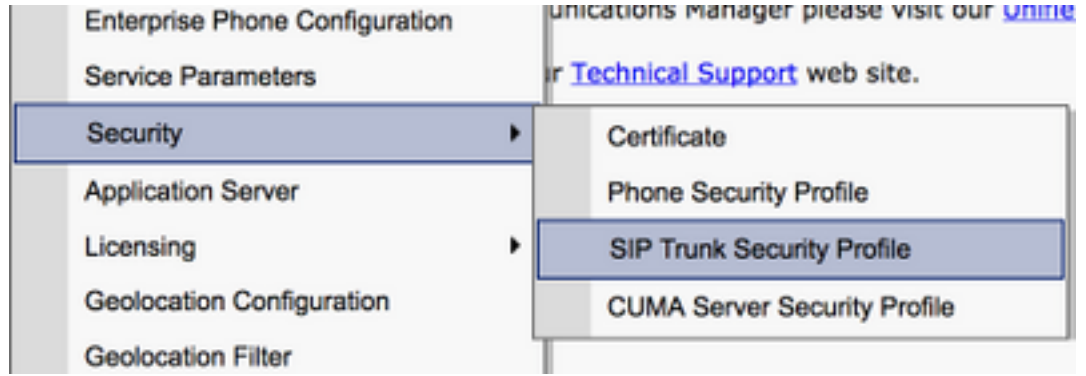 Enterprise Phone Configuration
unications Manager please visit our Unifie
Service Parameters
r Technical Support web site.
Security
Certificate
Application Server
Phone Security Profile
Licensing
SIP Trunk Security Profile
Geolocation Configuration
CUMA Server Security Profile
Geolocation Filter